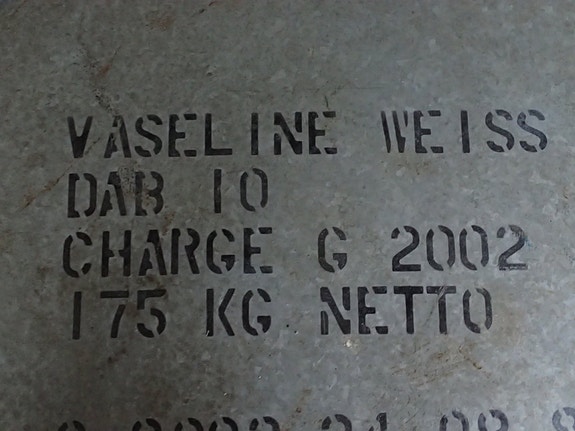 VASELINE WEISS
DAB 10
CHARGE G 2002
175 KG NETTO